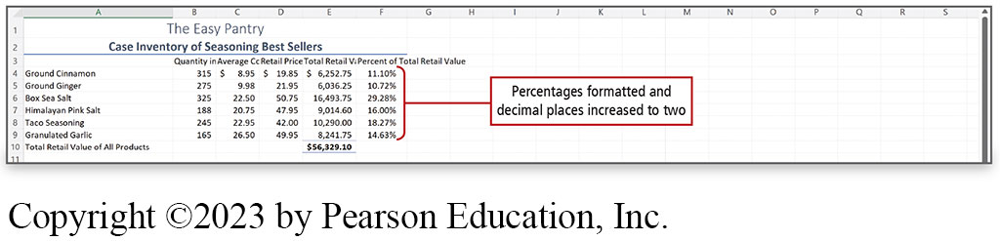 A B C D E F G H I J K L M N O P Q R S
1 The Easy Pantry
2 Case Inventory of Seasoning Best Sellers
3 Quantity in Average Co Retail Price Total Retail Va Percent of Total Retail Value
4 Ground Cinnamon 315 $ 8.95 $ 19.85 $ 6,252.75 11.10%
5 Ground Ginger 275 9.98 21.95 6,036.25 10.72%
6 Box Sea Salt 325 22.50 50.75 16,493.75 29.28%
7 Himalayan Pink Salt 188 20.75 47.95 9,014.60 16.00%
8 Taco Seasoning 245 22.95 42.00 10,290.00 18.27%
9 Granulated Garlic 165 26.50 49.95 8,241.75 14.63%
10 Total Retail Value of All Products $56,329.10
11
Percentages formatted and
decimal places increased to two
Copyright ©2023 by Pearson Education, Inc.